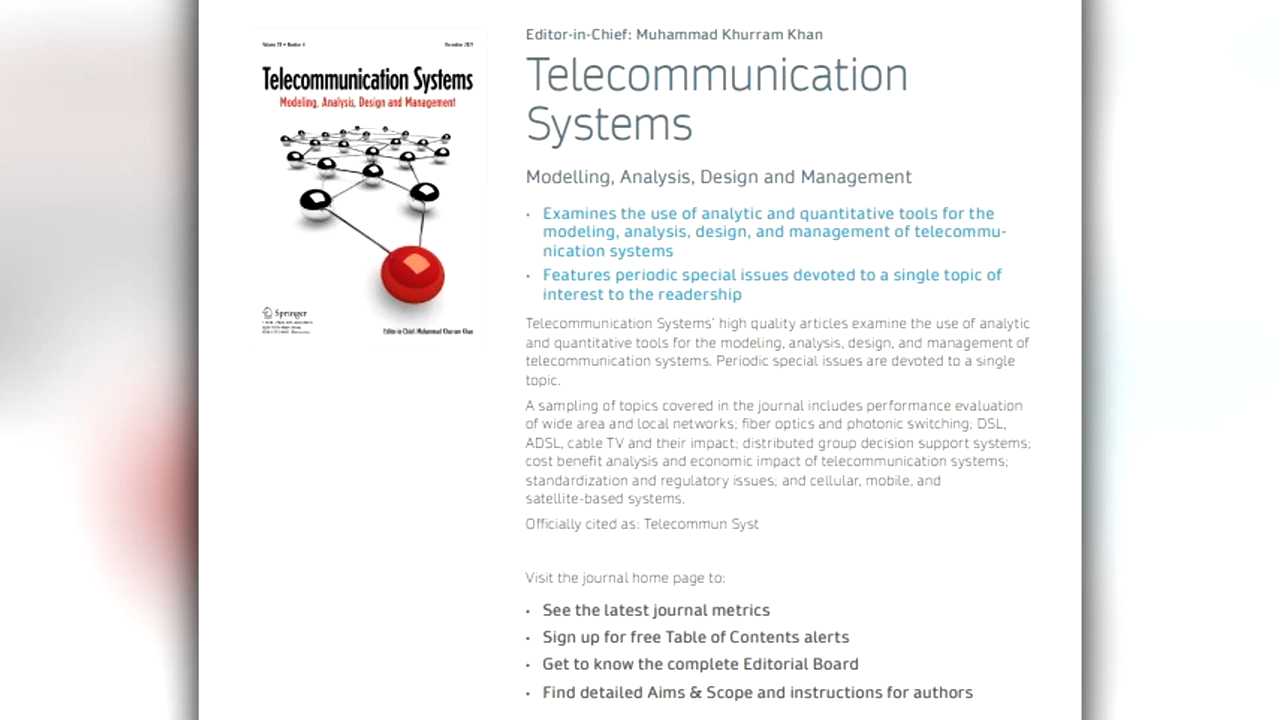 Editor-in-Chief: Muhammad Khurram Khan
Telecommunication
Systems
Modelling, Analysis, Design and Management
• Examines the use of analytic and quantitative tools for the
modeling, analysis, design, and management of telecommu-
nication systems
• Features periodic special issues devoted to a single topic of
interest to the readership
Telecommunication Systems' high quality articles examine the use of analytic
and quantitative tools for the modeling, analysis, design, and management of
telecommunication systems. Periodic special issues are devoted to a single
topic.
A sampling of topics covered in the journal includes performance evaluation
of wide area and local networks; fiber optics and photonic switching; DSL,
ADSL, cable TV and their impact; distributed group decision support systems;
cost benefit analysis and economic impact of telecommunication systems;
standardization and regulatory issues; and cellular, mobile, and
satellite-based systems.
Officially cited as: Telecommun Syst
Visit the journal home page to:
• See the latest journal metrics
• Sign up for free Table of Contents alerts
• Get to know the complete Editorial Board
• Find detailed Aims & Scope and instructions for authors
Telecommunication Systems
Modeling, Analysis, Design and Management
Springer
Editor-in-Chief: Muhammad Khurram Khan